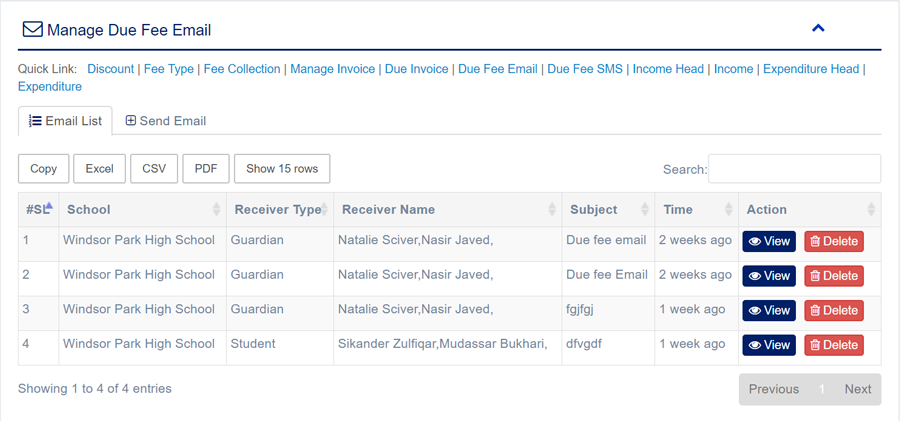 Manage Due Fee Email
Quick Link: Discount | Fee Type | Fee Collection | Manage Invoice | Due Invoice | Due Fee Email | Due Fee SMS | Income Head | Income | Expenditure Head |
Expenditure
Email List Send Email
Copy Excel CSV PDF Show 15 rows Search:
#SL School Receiver Type Receiver Name Subject Time Action
1 Windsor Park High School Guardian Natalie Sciver,Nasir Javed, Due fee email 2 weeks ago View Delete
2 Windsor Park High School Guardian Natalie Sciver,Nasir Javed, Due fee Email 2 weeks ago View Delete
3 Windsor Park High School Guardian Natalie Sciver,Nasir Javed, fgjfgj 1 week ago View Delete
4 Windsor Park High School Student Sikander Zulfiqar,Mudassar Bukhari, dfvgdf 1 week ago View Delete
Showing 1 to 4 of 4 entries Previous 1 Next